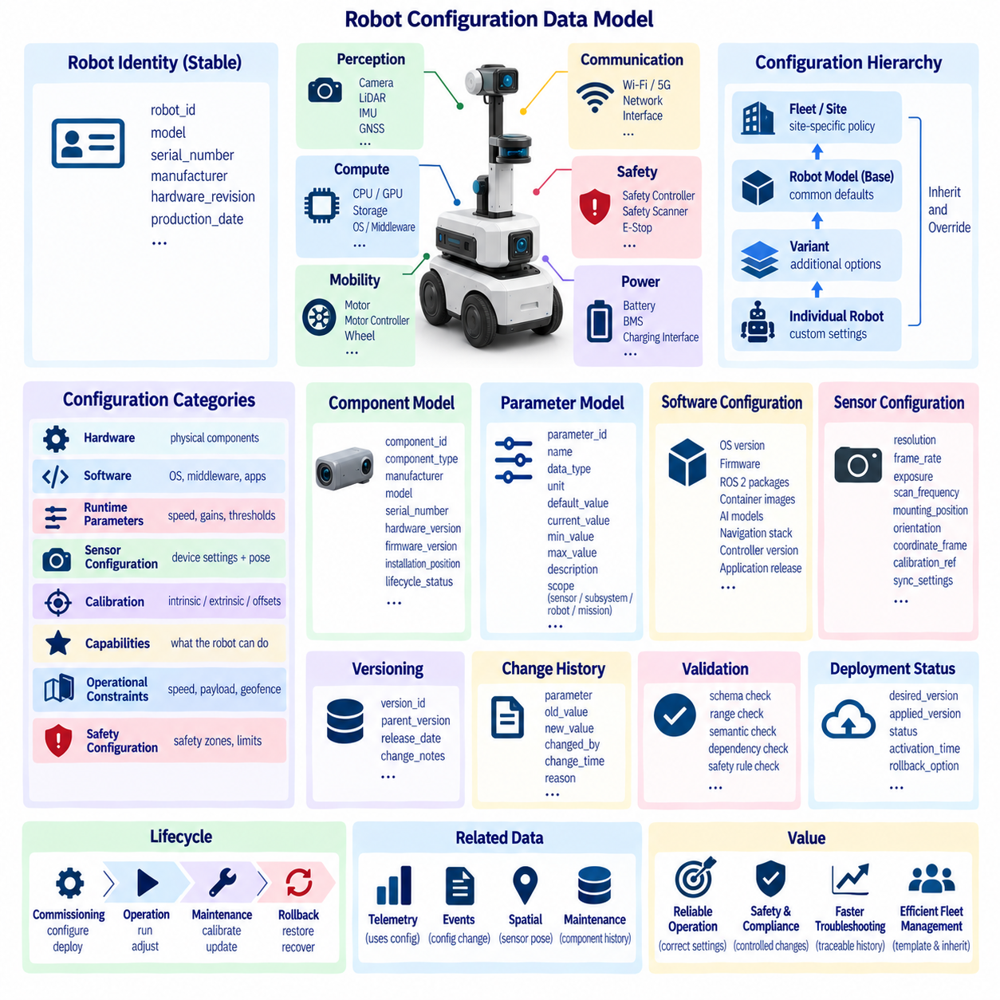 Robot Configuration Data Model
Robot Identity (Stable)
robot_id
model
serial_number
manufacturer
hardware_revision
production_date
...
Perception
Camera
LiDAR
IMU
GNSS
...
Compute
CPU / GPU
Storage
OS / Middleware
...
Mobility
Motor
Motor Controller
Wheel
...
Communication
Wi-Fi / 5G
Network
Interface
...
Safety
Safety Controller
Safety Scanner
E-Stop
...
Power
Battery
BMS
Charging Interface
...
Configuration Hierarchy
Fleet / Site
site-specific policy
Robot Model (Base)
common defaults
Variant
additional options
Individual Robot
custom settings
Inherit
and
Override
Configuration Categories
Hardware physical components
Software OS, middleware, apps
Runtime
Parameters speed, gains, thresholds
Sensor
Configuration device settings + pose
Calibration intrinsic / extrinsic / offsets
Capabilities what the robot can do
Operational
Constraints speed, payload, geofence
Safety
Configuration safety zones, limits
Component Model
component_id
component_type
manufacturer
model
serial_number
hardware_version
firmware_version
installation_position
lifecycle_status
...
Parameter Model
parameter_id
name
data_type
unit
default_value
current_value
min_value
max_value
description
scope
(sensor / subsystem /
robot / mission)
...
Software Configuration
OS version
Firmware
ROS 2 packages
Container images
AI models
Navigation stack
Controller version
Application release
...
Sensor Configuration
resolution
frame_rate
exposure
scan_frequency
mounting_position
orientation
coordinate_frame
calibration_ref
sync_settings
...
Versioning
version_id
parent_version
release_date
change_notes
...
Change History
parameter
old_value
new_value
changed_by
change_time
reason
...
Validation
schema check
range check
semantic check
dependency check
safety rule check
...
Deployment Status
desired_version
applied_version
status
activation_time
rollback_option
...
Lifecycle
Commissioning
configure
deploy
Operation
run
adjust
Maintenance
calibrate
update
Rollback
restore
recover
Related Data
Telemetry
(uses config)
Events
(config change)
Spatial
(sensor pose)
Maintenance
(component history)
Value
Reliable
Operation
(correct settings)
Safety &
Compliance
(controlled changes)
Faster
Troubleshooting
(traceable history)
Efficient Fleet
Management
(template & inherit)